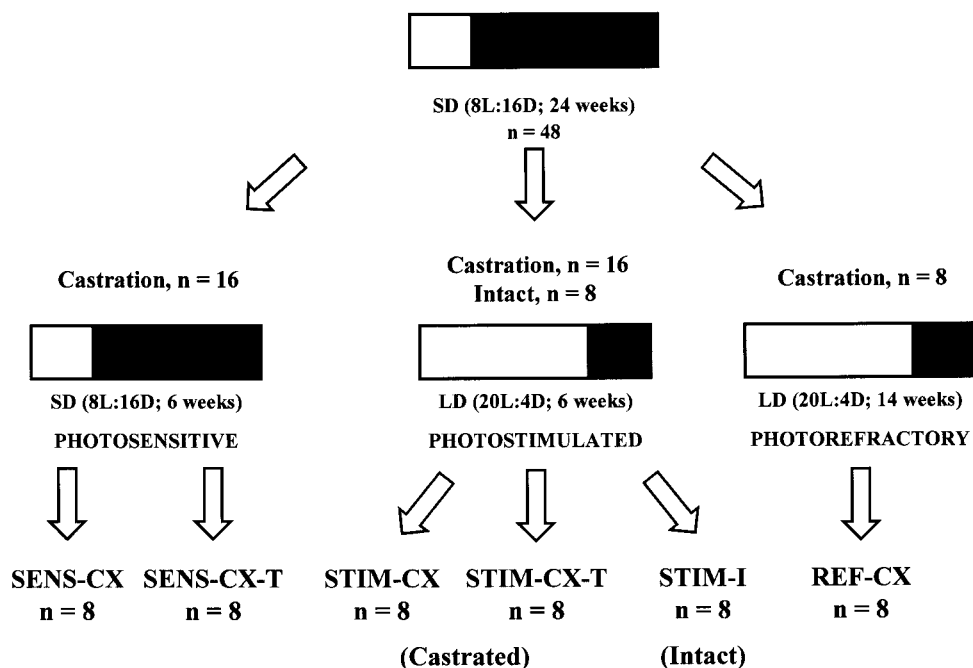 SD (8L:16D; 24 weeks)
n = 48
Castration, n = 16
Castration, n = 16
Intact, n = 8
Castration, n = 8
SD (8L:16D; 6 weeks)
LD (20L:4D; 6 weeks)
LD (20L:4D; 14 weeks)
PHOTOSENSITIVE
PHOTOSTIMULATED
PHOTOREFRACTORY
SENS-CX
n = 8
SENS-CX-T
n = 8
STIM-CX
n = 8
STIM-CX-T
n = 8
STIM-I
n = 8
REF-CX
n = 8
(Castrated)
(Intact)